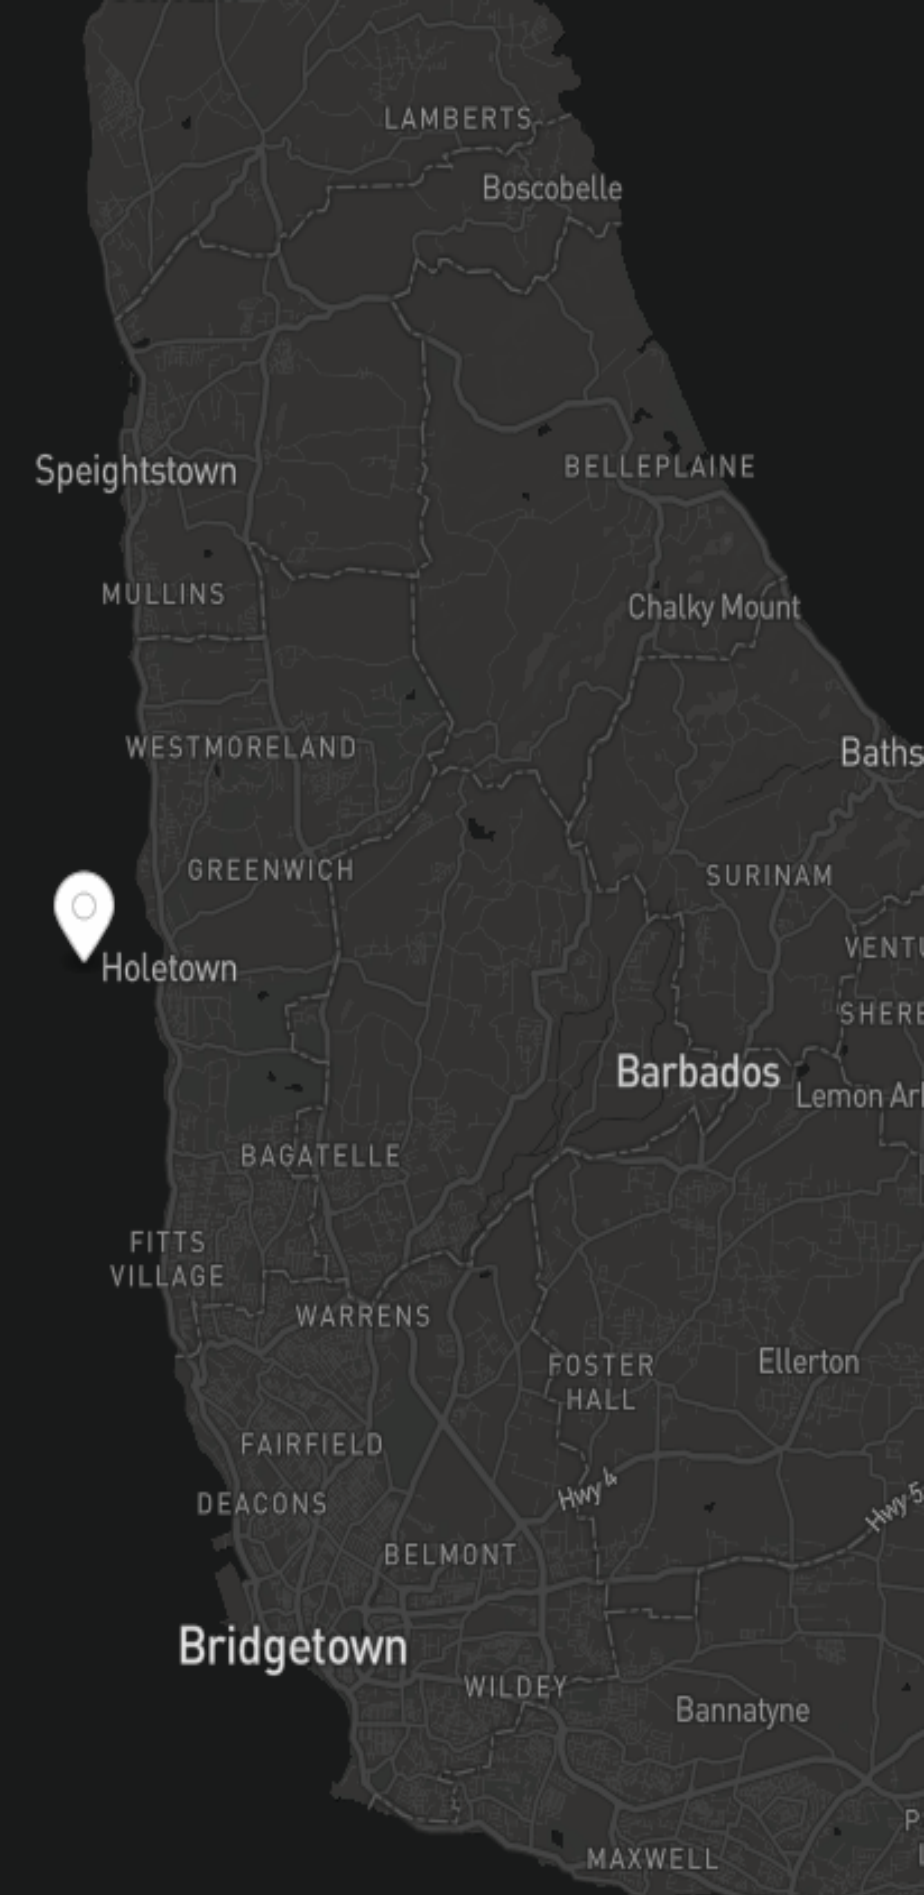 LAMBERTS
Boscobelle
BELLEPLAINE
Speightstown
MULLINS
Chalky Mount
WESTMORELAND
Baths
GREENWICH
SURINAM
VENTU
Holetown
SHERE
Barbados
Lemon Ar
BAGATELLE
FITTS
VILLAGE
WARRENS
FOSTER
HALL
Ellerton
FAIRFIELD
Hwy 4
DEACONS
Hwy 5
BELMONT
Bridgetown
WILDEY
Bannatyne
P
MAXWELL